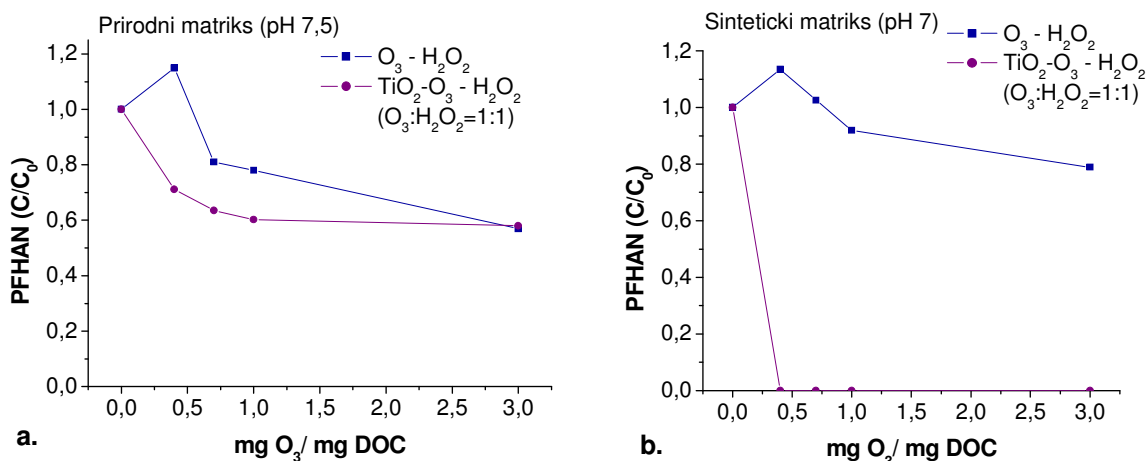 Prirodni matriks (pH 7,5)
O₃ - H₂O₂
TiO₂-O₃ - H₂O₂
(O₃:H₂O₂=1:1)
1,2
1,0
0,8
0,6
0,4
0,2
0,0
PFHAN (C/C₀)
0,0 0,5 1,0 1,5 2,0 2,5 3,0
mg O₃/ mg DOC
a.
Sinteticki matriks (pH 7)
O₃ - H₂O₂
TiO₂-O₃ - H₂O₂
(O₃:H₂O₂=1:1)
1,2
1,0
0,8
0,6
0,4
0,2
0,0
PFHAN (C/C₀)
0,0 0,5 1,0 1,5 2,0 2,5 3,0
mg O₃/ mg DOC
b.